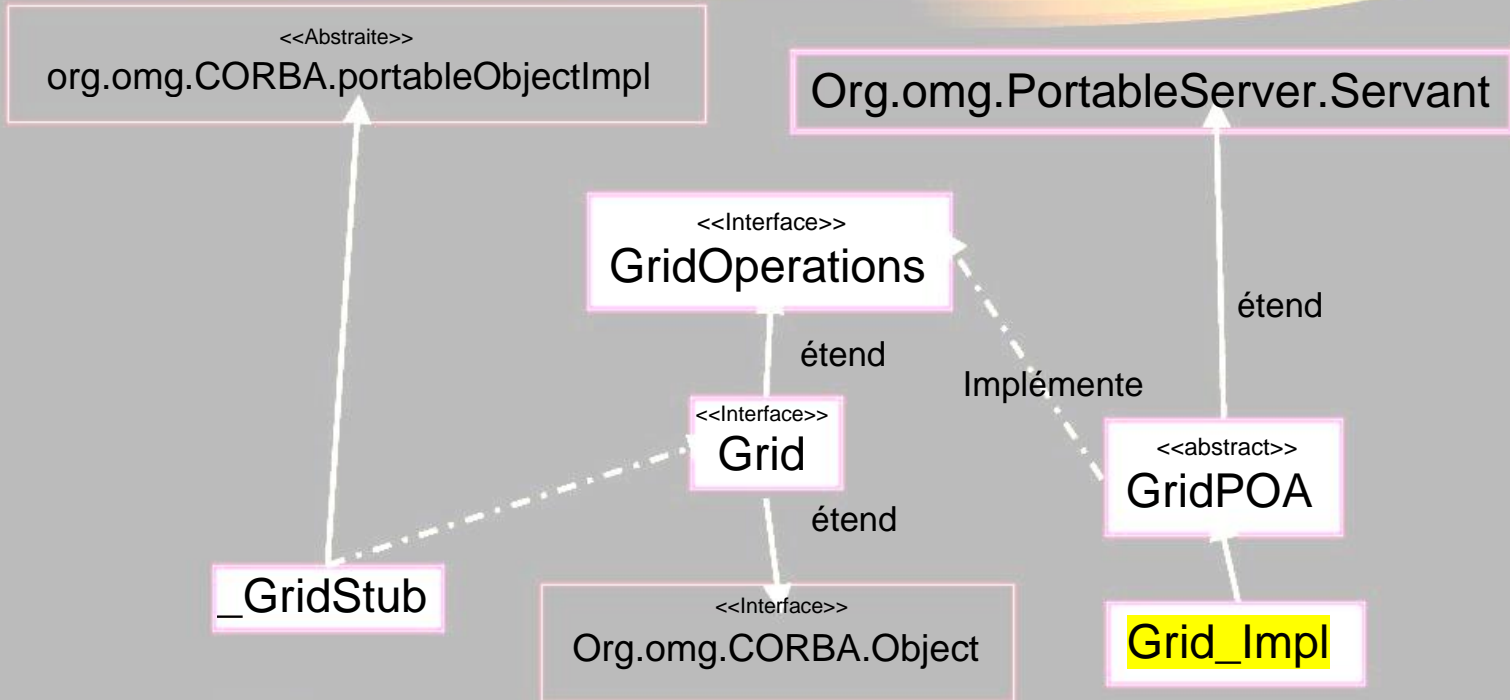 <<Abstraite>>
org.omg.CORBA.portableObjectImpl
Org.omg.PortableServer.Servant
<<Interface>>
GridOperations
étend
étend
Implémente
<<Interface>>
Grid
<<abstract>>
GridPOA
étend
_GridStub
<<Interface>>
Org.omg.CORBA.Object
Grid_Impl